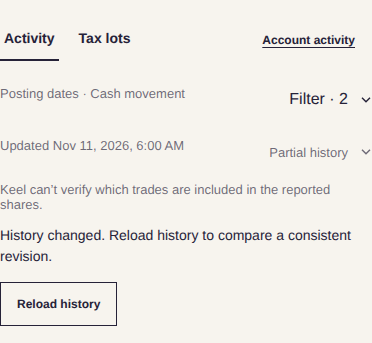 Activity Tax lots Account activity
Posting dates · Cash movement Filter · 2
Updated Nov 11, 2026, 6:00 AM Partial history
Keel can’t verify which trades are included in the reported
shares.
History changed. Reload history to compare a consistent
revision.
Reload history